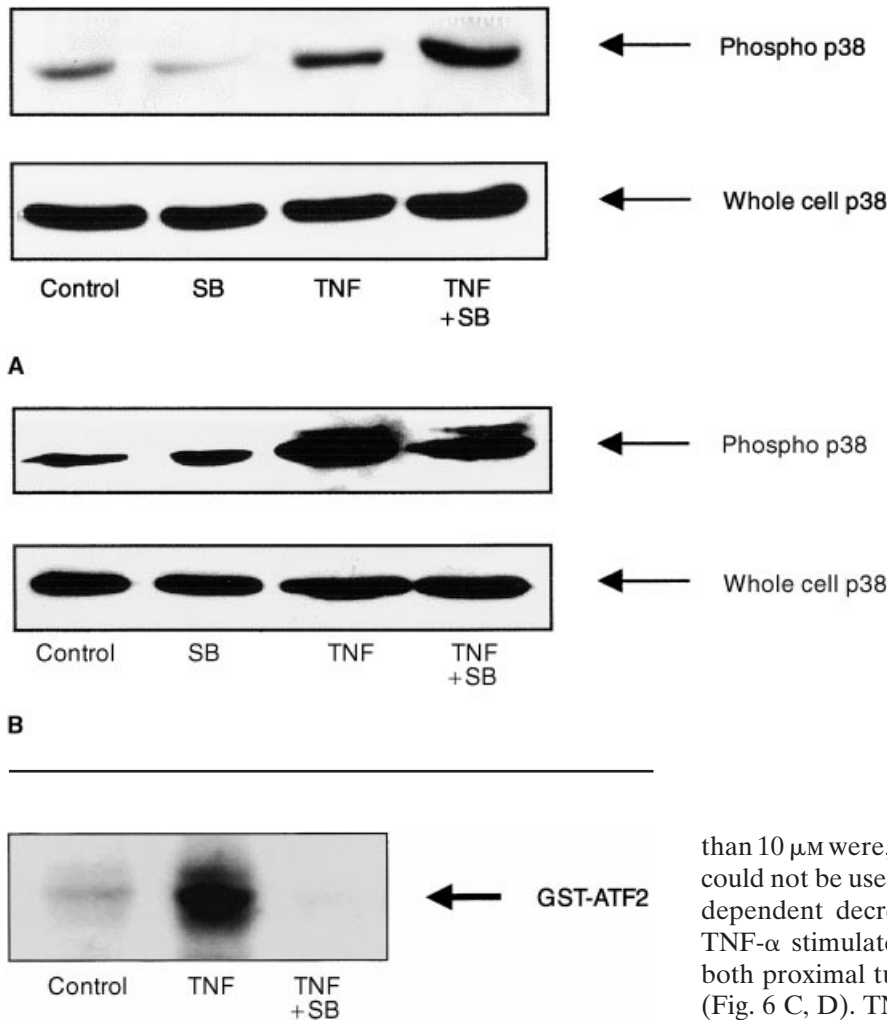 Phospho p38
Whole cell p38
Control SB TNF TNF
+SB
A
Phospho p38
Whole cell p38
Control SB TNF TNF
+SB
B
GST-ATF2
Control TNF TNF
+SB
than 10 μM were,
could not be use
dependent decre
TNF-α stimulate
both proximal tu
(Fig. 6 C, D). TN